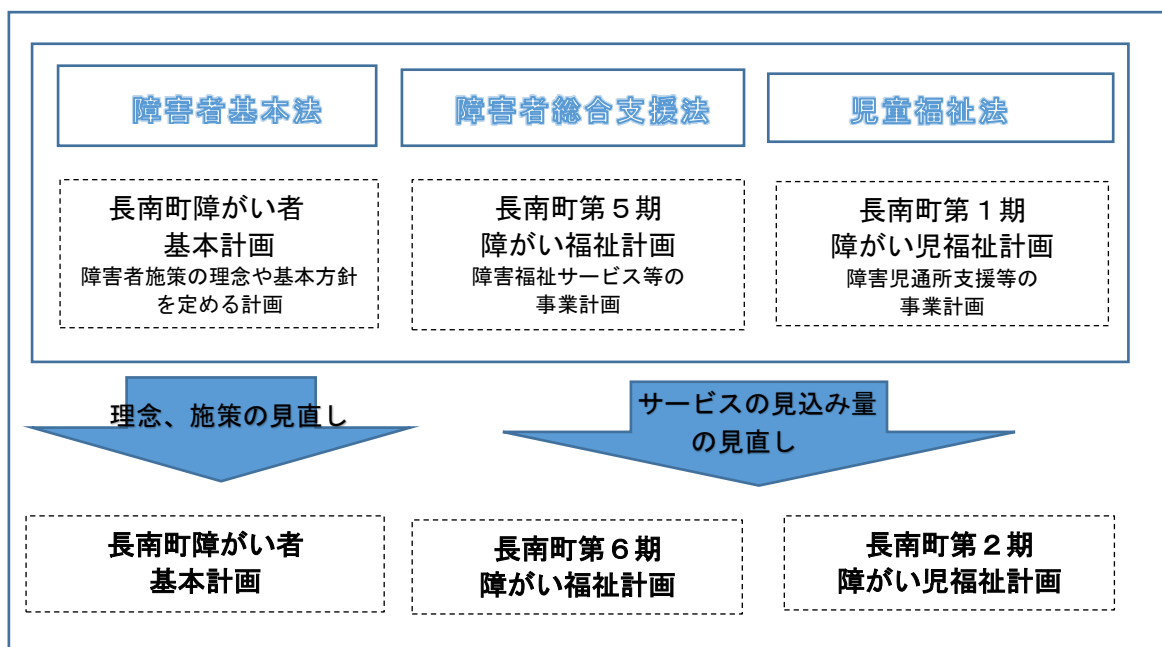 障害者基本法
障害者総合支援法
児童福祉法
長南町障がい者
基本計画
障害者施策の理念や基本方針
を定める計画
長南町第５期
障がい福祉計画
障害福祉サービス等の
事業計画
長南町第１期
障がい児福祉計画
障害児通所支援等の
事業計画
理念、施策の見直し
サービスの見込み量
の見直し
長南町障がい者
基本計画
長南町第６期
障がい福祉計画
長南町第２期
障がい児福祉計画